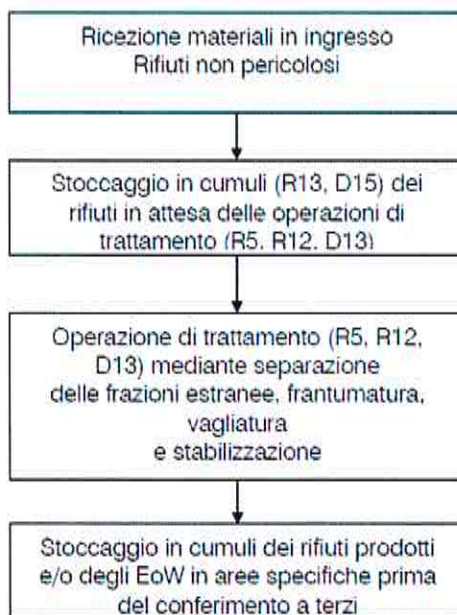 Ricezione materiali in ingresso
Rifiuti non pericolosi
Stoccaggio in cumuli (R13, D15) dei
rifiuti in attesa delle operazioni di
trattamento (R5, R12, D13)
Operazione di trattamento (R5, R12,
D13) mediante separazione
delle frazioni estranee, frantumatura,
vagliatura
e stabilizzazione
Stoccaggio in cumuli dei rifiuti prodotti
e/o degli EoW in aree specifiche prima
del conferimento a terzi